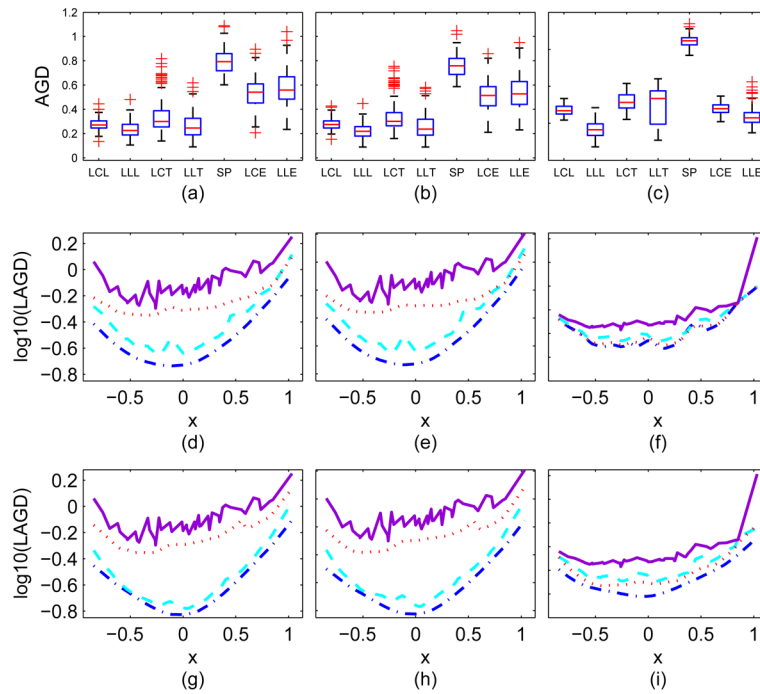 1.2
1
0.8
0.6
0.4
0.2
0
AGD
LCL LLL LCT LLT SP LCE LLE
(a)
LCL LLL LCT LLT SP LCE LLE
(b)
LCL LLL LCT LLT SP LCE LLE
(c)
0.2
0
−0.2
−0.4
−0.6
−0.8
log10(LAGD)
−0.5 0 0.5 1
x
(d)
−0.5 0 0.5 1
x
(e)
−0.5 0 0.5 1
x
(f)
0.2
0
−0.2
−0.4
−0.6
−0.8
log10(LAGD)
−0.5 0 0.5 1
x
(g)
−0.5 0 0.5 1
x
(h)
−0.5 0 0.5 1
x
(i)